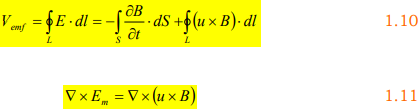 V_emf = ∮_L E · dl = −∫_S ∂B/∂t · dS + ∮_L (u × B) · dl 1.10
∇ × E_m = ∇ × (u × B) 1.11